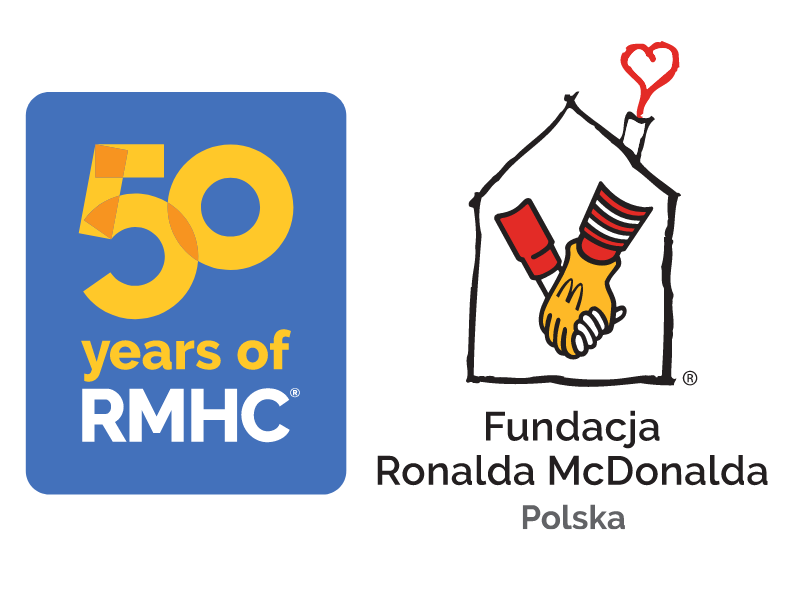 50
years of
RMHC®
®
Fundacja
Ronalda McDonalda
Polska